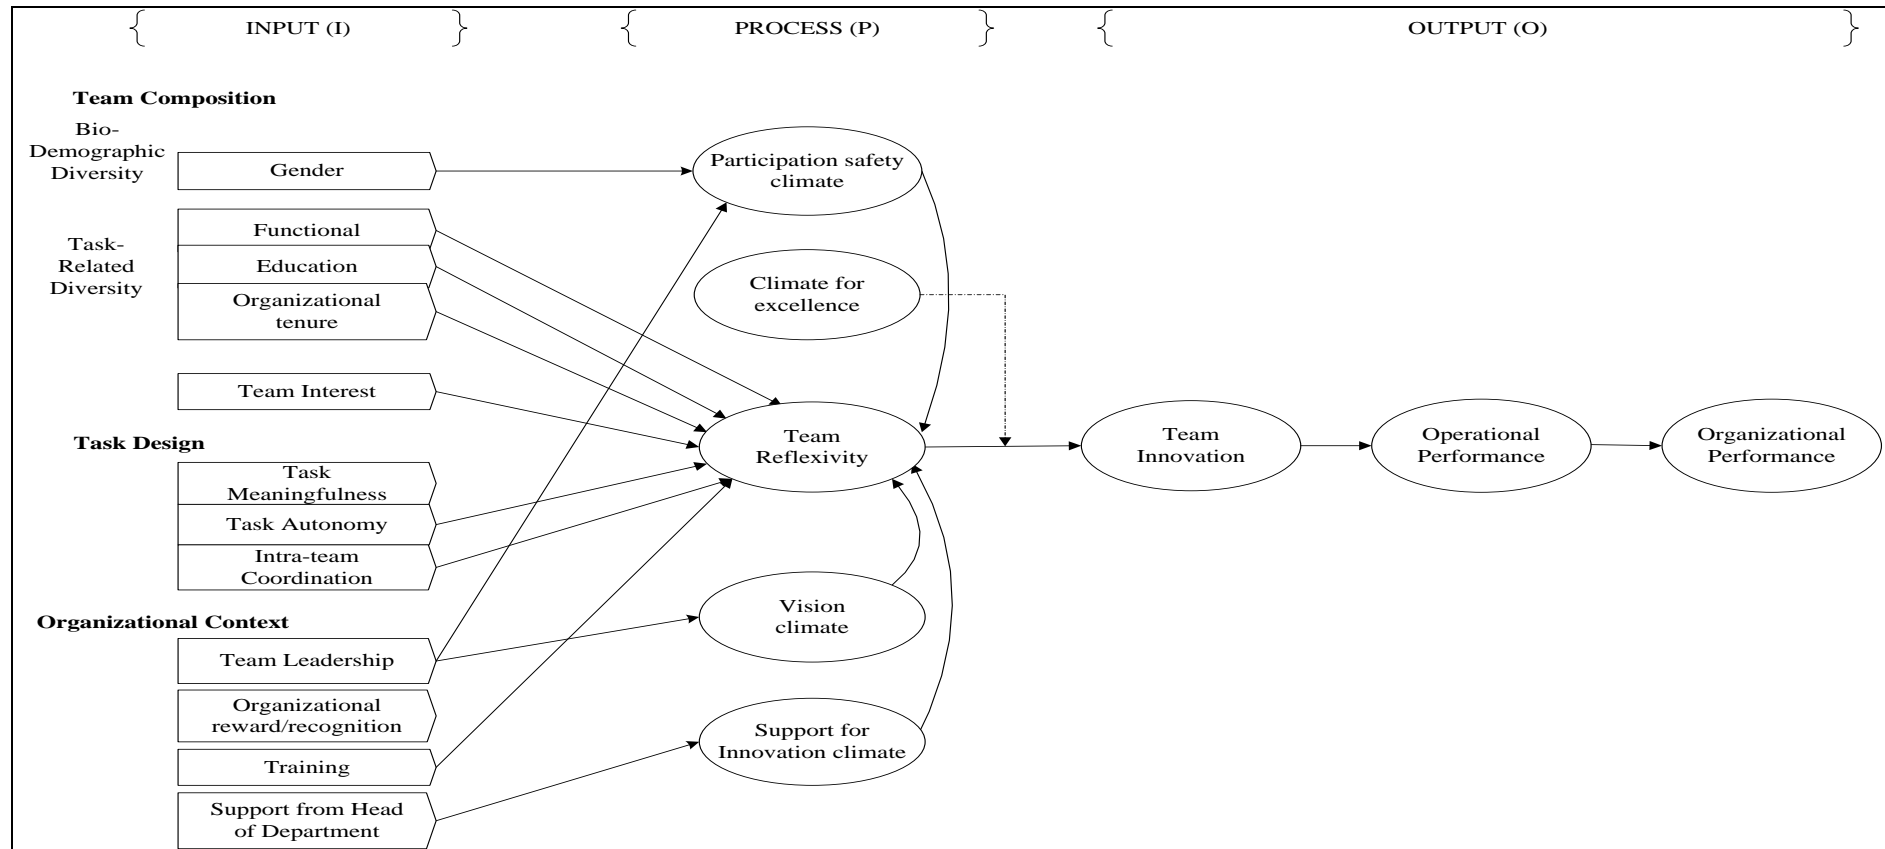 INPUT (I)
PROCESS (P)
OUTPUT (O)
Team Composition
Bio-
Demographic
Diversity
Gender
Task-
Related
Diversity
Functional
Education
Organizational
tenure
Team Interest
Task Design
Task
Meaningfulness
Task Autonomy
Intra-team
Coordination
Organizational Context
Team Leadership
Organizational
reward/recognition
Training
Support from Head
of Department
Participation safety
climate
Climate for
excellence
Team
Reflexivity
Vision
climate
Support for
Innovation climate
Team
Innovation
Operational
Performance
Organizational
Performance